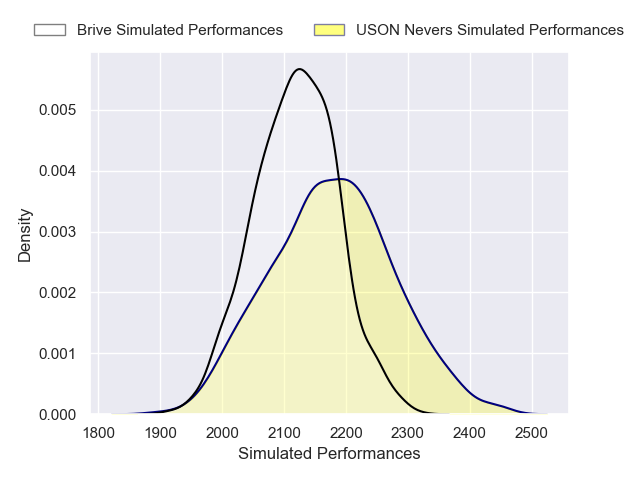 Brive Simulated Performances
USON Nevers Simulated Performances
0.005
0.004
0.003
0.002
0.001
0.000
Density
1800 1900 2000 2100 2200 2300 2400 2500
Simulated Performances